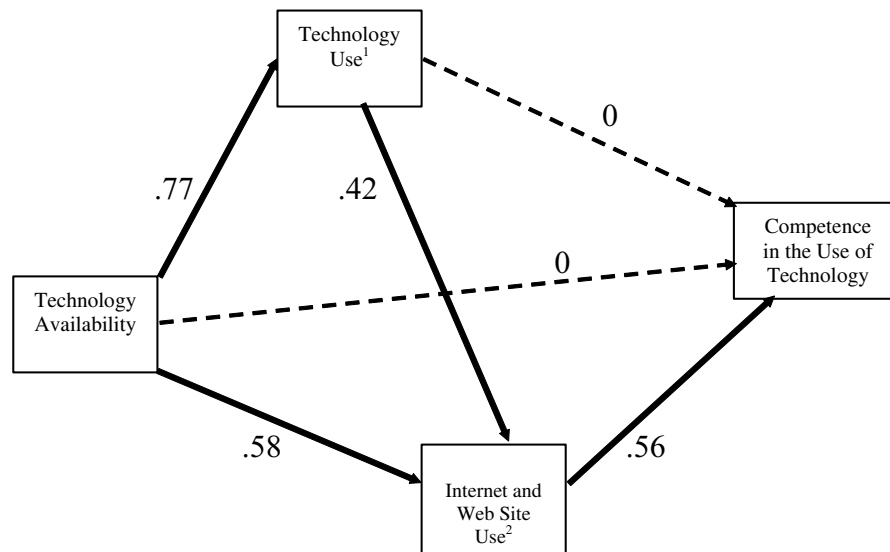 Technology
Use¹
0
.77
.42
Competence
in the Use of
Technology
0
Technology
Availability
.58
.56
Internet and
Web Site
Use²